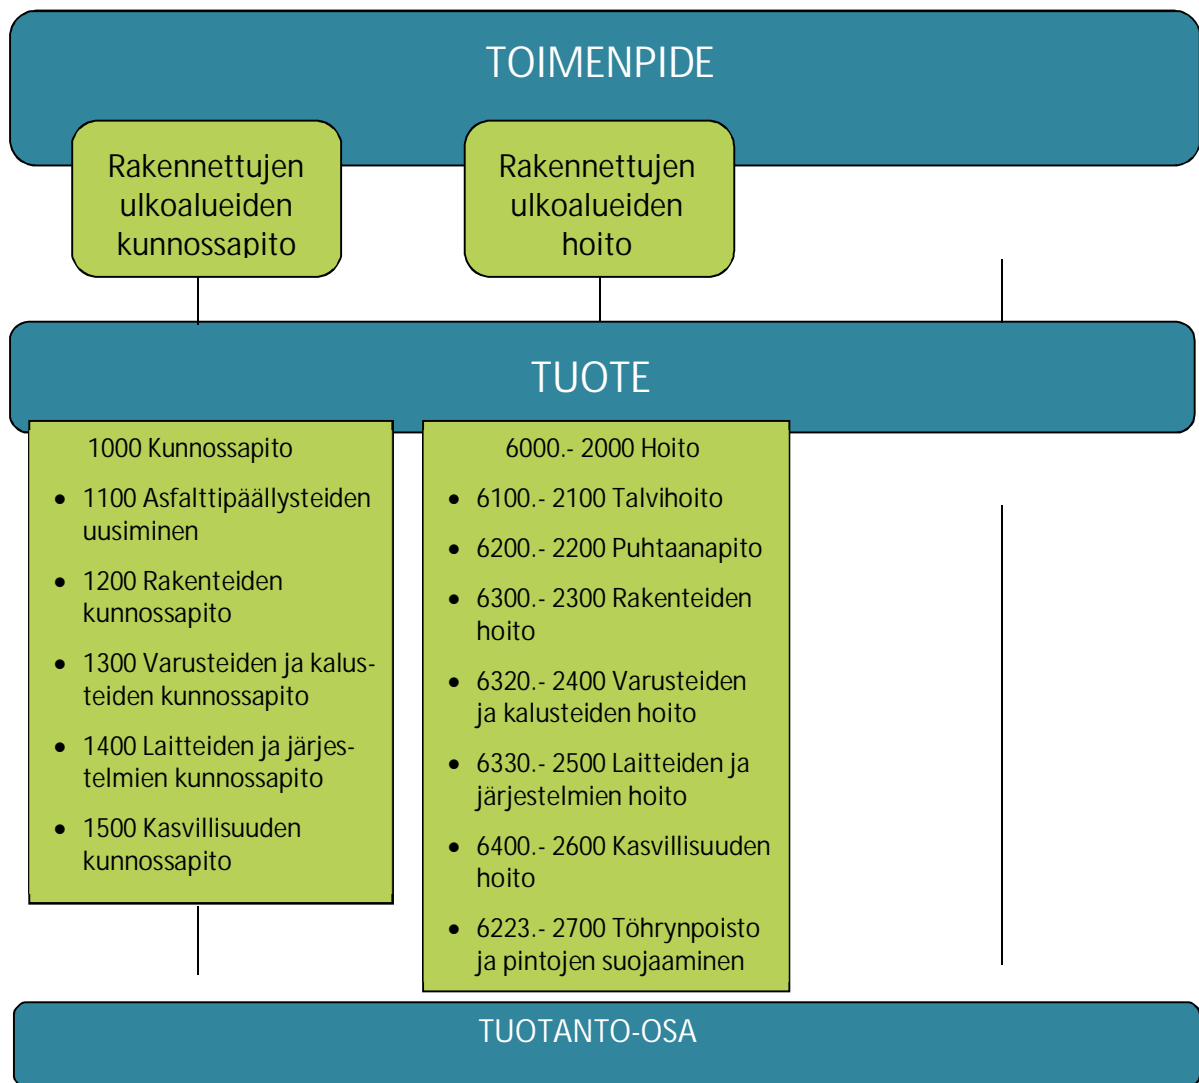 TOIMENPIDE
Rakennettujen
ulkoalueiden
kunnossapito
Rakennettujen
ulkoalueiden
hoito
TUOTE
1000 Kunnossapito
• 1100 Asfalttipäällysteiden
uusiminen
• 1200 Rakenteiden
kunnossapito
• 1300 Varusteiden ja kalus-
teiden kunnossapito
• 1400 Laitteiden ja järjes-
telmien kunnossapito
• 1500 Kasvillisuuden
kunnossapito
6000.- 2000 Hoito
• 6100.- 2100 Talvihoito
• 6200.- 2200 Puhtaanapito
• 6300.- 2300 Rakenteiden
hoito
• 6320.- 2400 Varusteiden
ja kalusteiden hoito
• 6330.- 2500 Laitteiden ja
järjestelmien hoito
• 6400.- 2600 Kasvillisuuden
hoito
• 6223.- 2700 Töhrynpoisto
ja pintojen suojaaminen
TUOTANTO-OSA